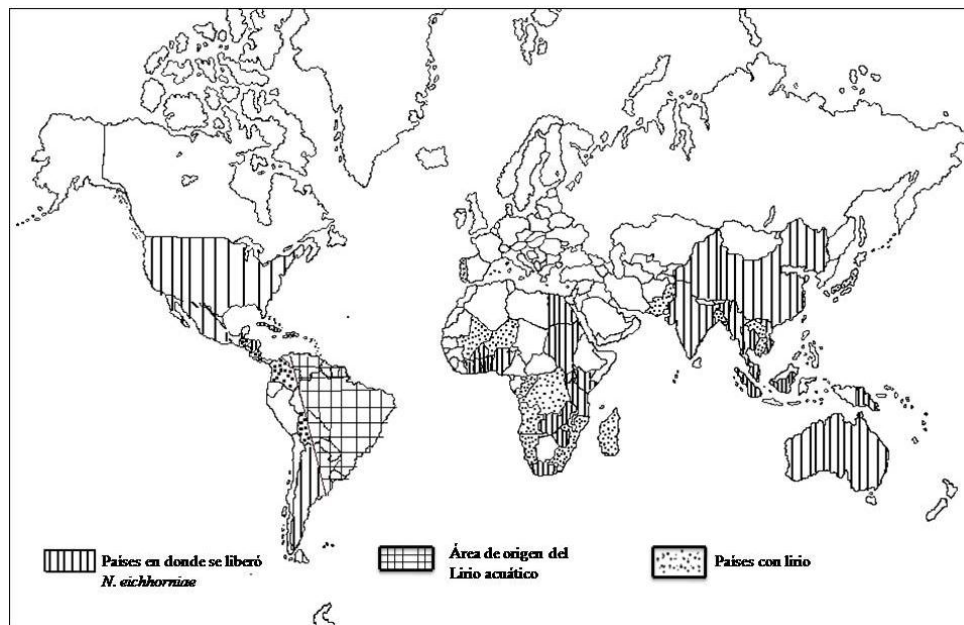 Países en donde se liberó
N. eichhorniae
Área de origen del
Lirio acuático
Países con lirio